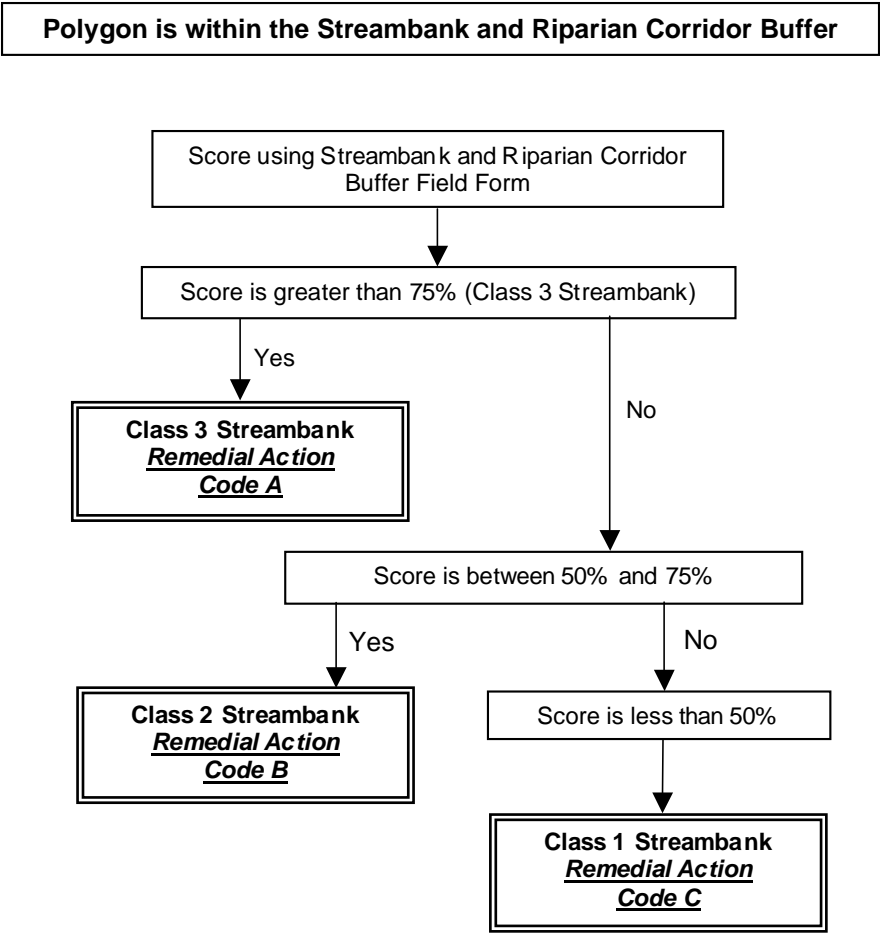 Polygon is within the Streambank and Riparian Corridor Buffer
Score using Streambank and Riparian Corridor
Buffer Field Form
Score is greater than 75% (Class 3 Streambank)
Yes
No
Class 3 Streambank
Remedial Action
Code A
Score is between 50% and 75%
Yes
No
Class 2 Streambank
Remedial Action
Code B
Score is less than 50%
Class 1 Streambank
Remedial Action
Code C